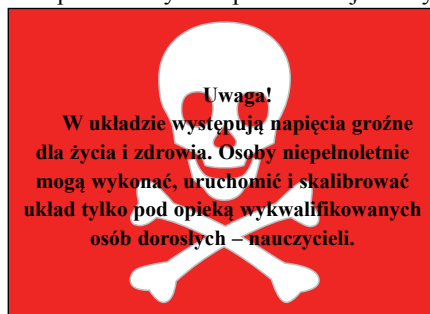 Uwaga!
W układzie występują napięcia groźne
dla życia i zdrowia. Osoby niepełnoletnie
mogą wykonać, uruchomić i skalibrować
układ tylko pod opieką wykwalifikowanych
osób dorosłych – nauczycieli.